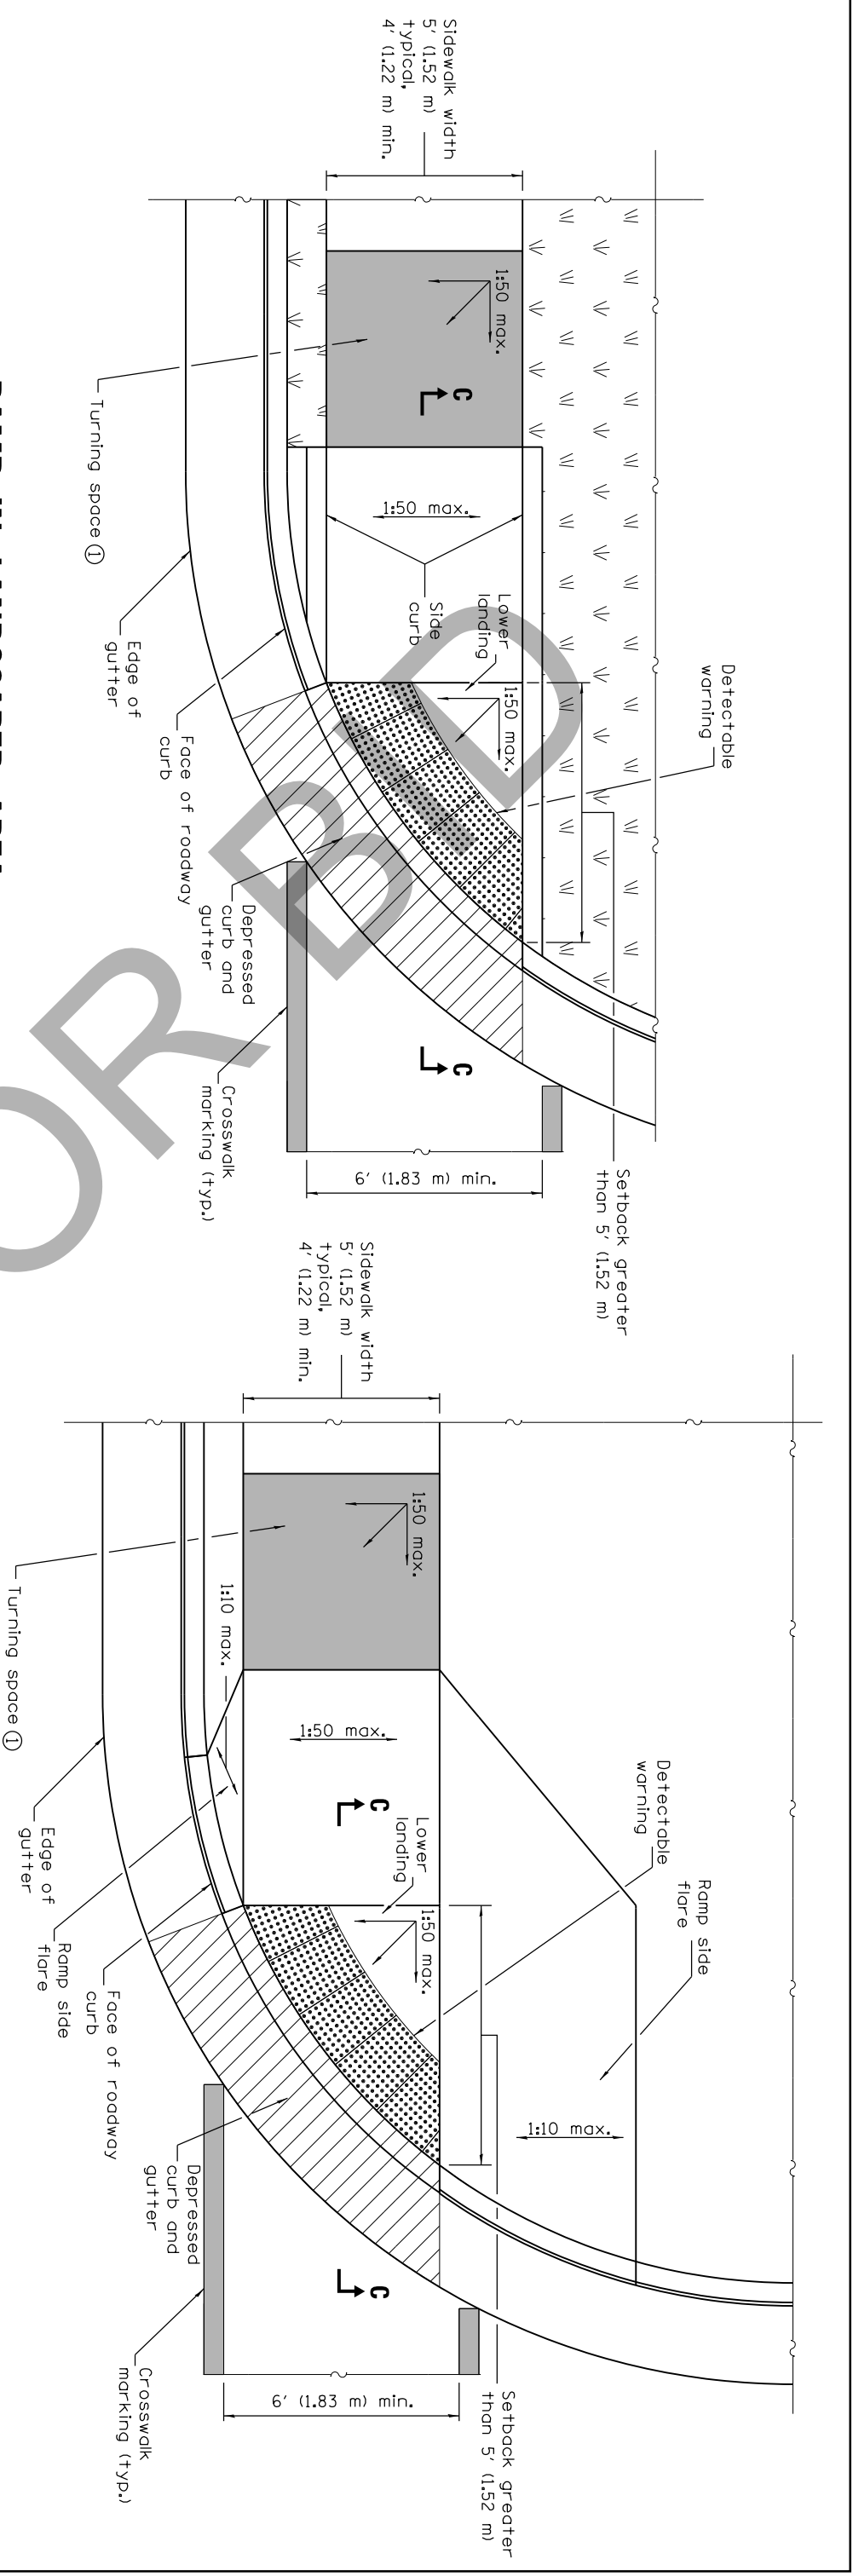 Sidewalk width
5' (1.52 m)
typical,
4' (1.22 m) min.
1:50 max.
C
Turning space ①
1:50 max.
Side
curb
Lower
landing
1:50 max.
Detectable
warning
Edge of
gutter
Face of roadway
curb
Depressed
curb and
gutter
Crosswalk
marking (typ.)
C
6' (1.83 m) min.
Setback greater
than 5' (1.52 m)
Sidewalk width
5' (1.52 m)
typical,
4' (1.22 m) min.
1:50 max.
1:10 max.
Turning space ①
1:50 max.
C
Lower
landing
1:50 max.
Detectable
warning
Ramp side
flare
1:10 max.
Edge of
gutter
Ramp side
flare
Face of roadway
curb
Depressed
curb and
gutter
Crosswalk
marking (typ.)
C
6' (1.83 m) min.
Setback greater
than 5' (1.52 m)
OR BID